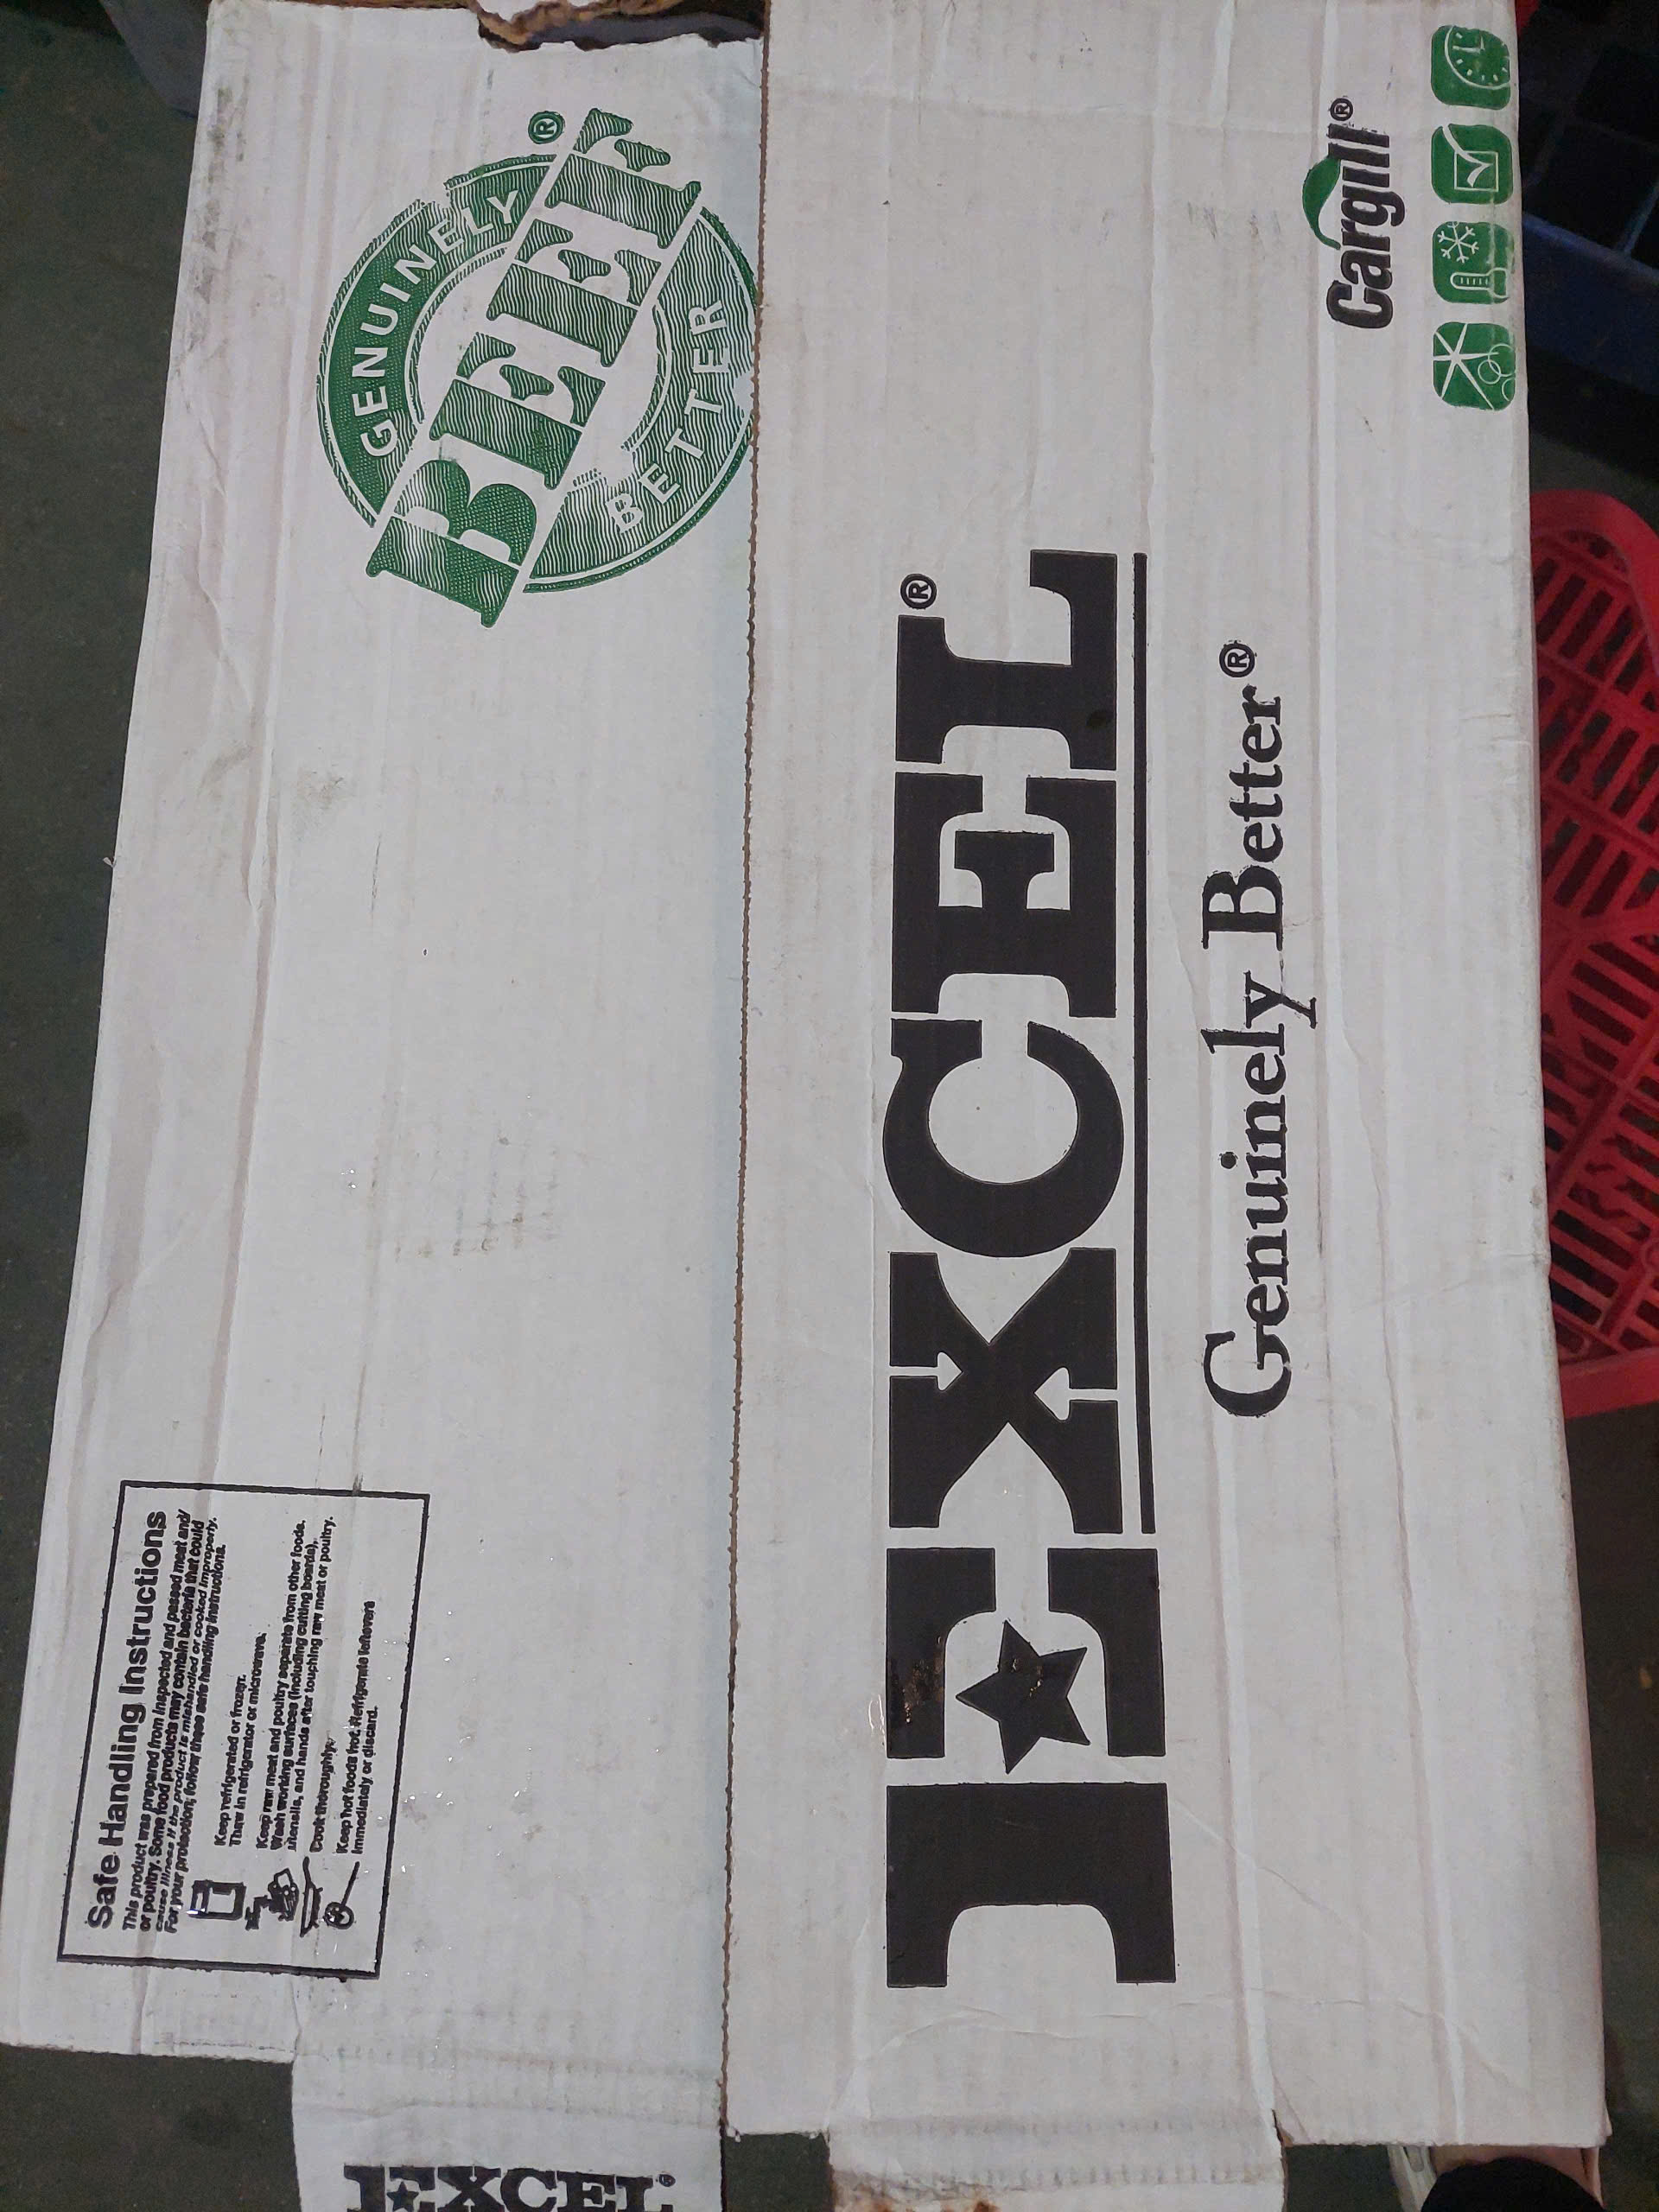 Safe Handling Instructions
This product was prepared from inspected and passed meat and/
or poultry. Some food products may contain bacteria that could
cause illness if the product is mishandled or cooked improperly.
For your protection, follow these safe handling instructions.
Keep refrigerated or frozen.
Thaw in refrigerator or microwave.
Keep raw meat and poultry separate from other foods.
Wash working surfaces (including cutting boards),
utensils, and hands after touching raw meat or poultry.
Cook thoroughly.
Keep hot foods hot. Refrigerate leftovers
immediately or discard.
GENUINELY
BEEF®
BETTER
EXCEL®
Genuinely Better®
Cargill®
EXCEL®